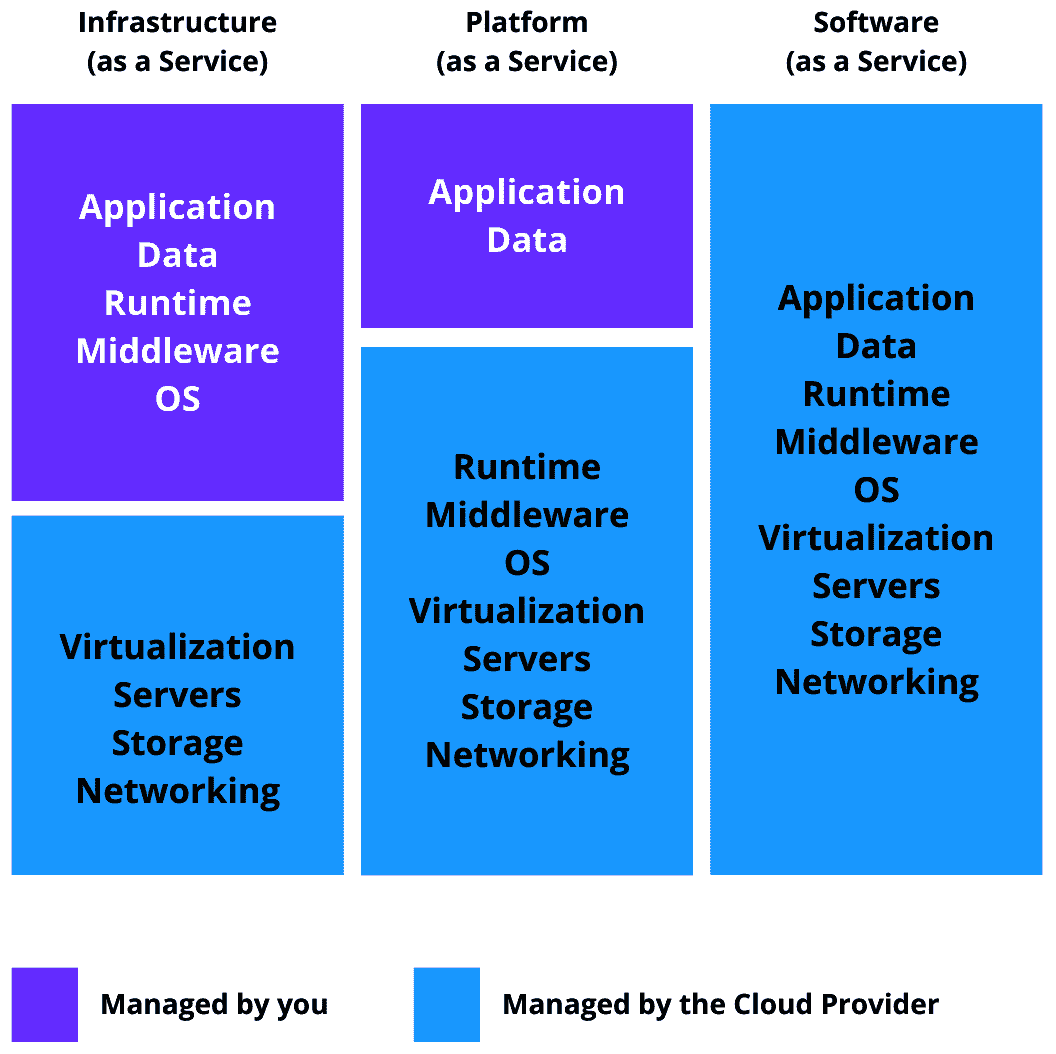 Infrastructure
(as a Service)
Platform
(as a Service)
Software
(as a Service)
Application
Data
Runtime
Middleware
OS
Virtualization
Servers
Storage
Networking
Application
Data
Runtime
Middleware
OS
Virtualization
Servers
Storage
Networking
Application
Data
Runtime
Middleware
OS
Virtualization
Servers
Storage
Networking
Managed by you
Managed by the Cloud Provider